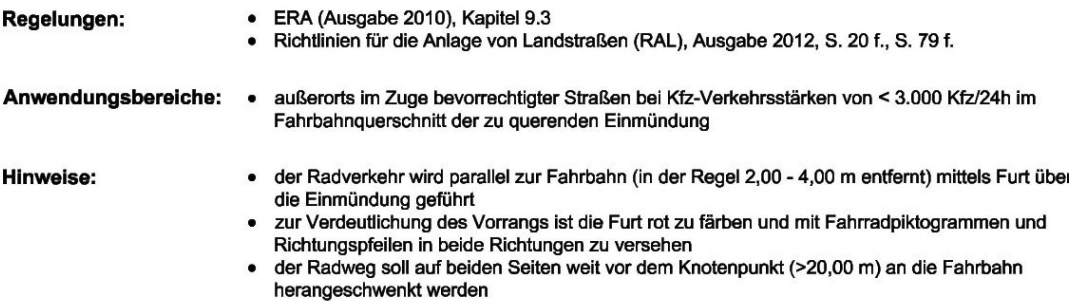 Regelungen: • ERA (Ausgabe 2010), Kapitel 9.3
• Richtlinien für die Anlage von Landstraßen (RAL), Ausgabe 2012, S. 20 f., S. 79 f.
Anwendungsbereiche: • außerorts im Zuge bevorrechtigter Straßen bei Kfz-Verkehrsstärken von < 3.000 Kfz/24h im
Fahrbahnquerschnitt der zu querenden Einmündung
Hinweise: • der Radverkehr wird parallel zur Fahrbahn (in der Regel 2,00 - 4,00 m entfernt) mittels Furt über
die Einmündung geführt
• zur Verdeutlichung des Vorrangs ist die Furt rot zu färben und mit Fahrradpiktogrammen und
Richtungspfeilen in beide Richtungen zu versehen
• der Radweg soll auf beiden Seiten weit vor dem Knotenpunkt (>20,00 m) an die Fahrbahn
herangeschwenkt werden